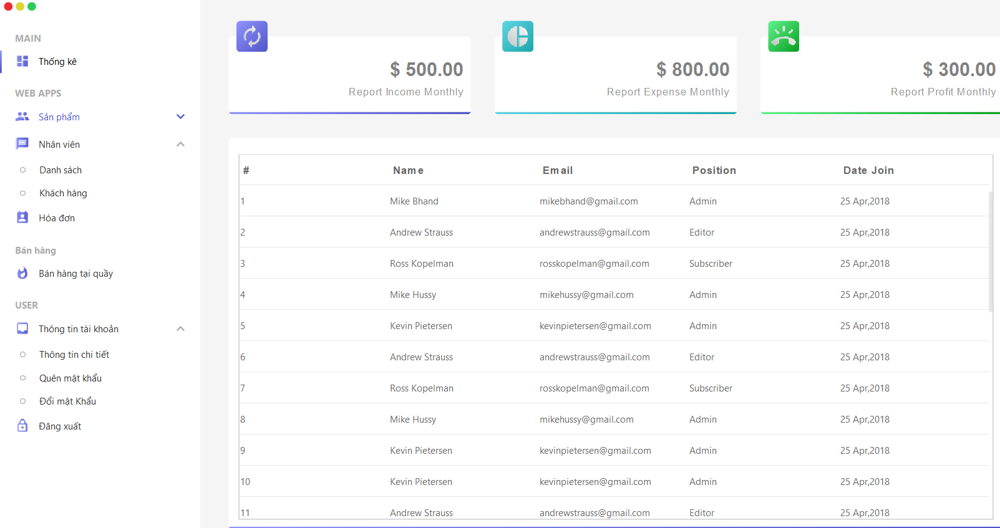 MAIN
Thống kê
WEB APPS
Sản phẩm
Nhân viên
Danh sách
Khách hàng
Hóa đơn
Bán hàng
Bán hàng tại quầy
USER
Thông tin tài khoản
Thông tin chi tiết
Quên mật khẩu
Đổi mật Khẩu
Đăng xuất
$ 500.00
Report Income Monthly
$ 800.00
Report Expense Monthly
$ 300.00
Report Profit Monthly
# Name Email Position Date Join
1 Mike Bhand mikebhand@gmail.com Admin 25 Apr,2018
2 Andrew Strauss andrewstrauss@gmail.com Editor 25 Apr,2018
3 Ross Kopelman rosskopelman@gmail.com Subscriber 25 Apr,2018
4 Mike Hussy mikehussy@gmail.com Admin 25 Apr,2018
5 Kevin Pietersen kevinpietersen@gmail.com Admin 25 Apr,2018
6 Andrew Strauss andrewstrauss@gmail.com Editor 25 Apr,2018
7 Ross Kopelman rosskopelman@gmail.com Subscriber 25 Apr,2018
8 Mike Hussy mikehussy@gmail.com Admin 25 Apr,2018
9 Kevin Pietersen kevinpietersen@gmail.com Admin 25 Apr,2018
10 Kevin Pietersen kevinpietersen@gmail.com Admin 25 Apr,2018
11 Andrew Strauss andrewstrauss@gmail.com Editor 25 Apr,2018